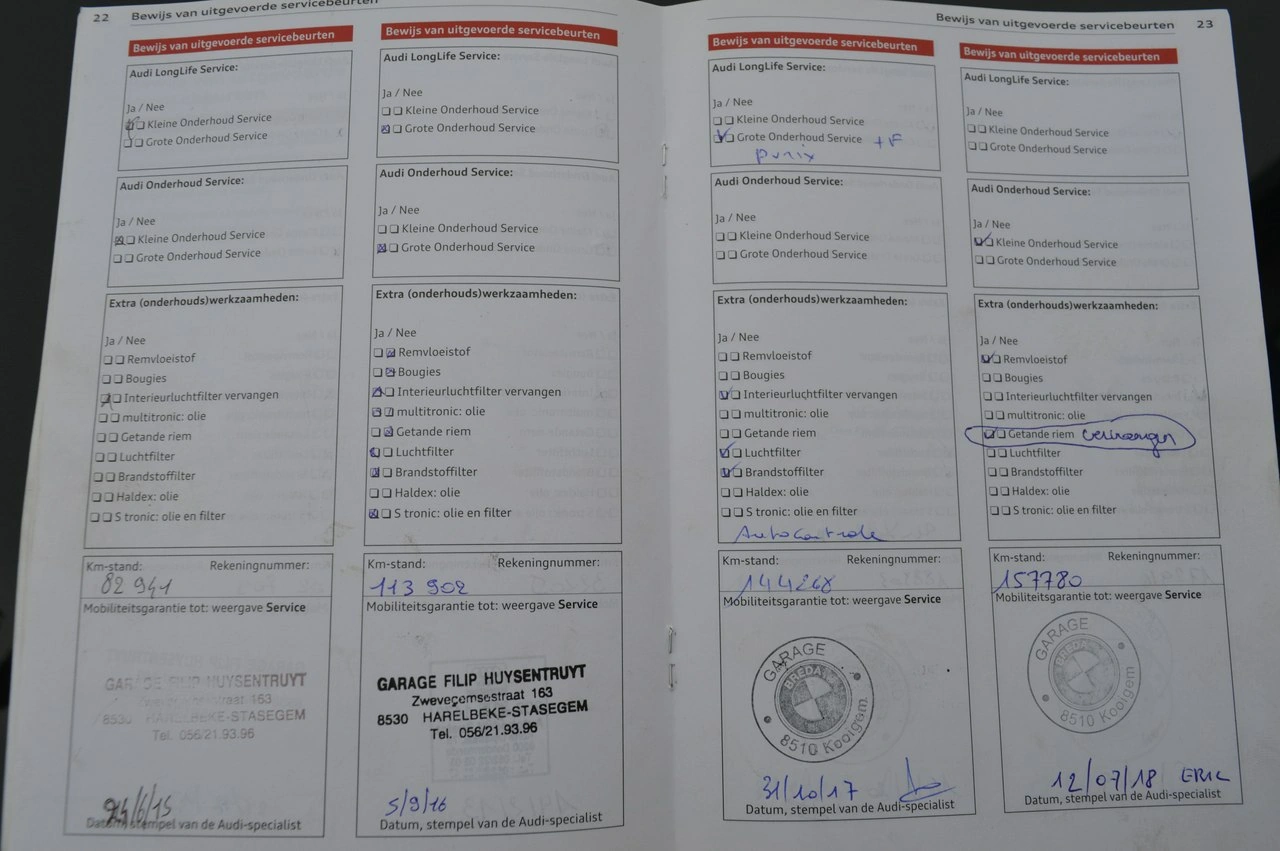 22 Bewijs van uitgevoerde servicebeurten
Bewijs van uitgevoerde servicebeurten
Audi LongLife Service:
Ja / Nee
Kleine Onderhoud Service
Grote Onderhoud Service
Audi Onderhoud Service:
Ja / Nee
Kleine Onderhoud Service
Grote Onderhoud Service
Extra (onderhouds)werkzaamheden:
Ja / Nee
Remvloeistof
Bougies
Interieurluchtfilter vervangen
multitronic: olie
Getande riem
Luchtfilter
Brandstoffilter
Haldex: olie
S tronic: olie en filter
Km-stand: Rekeningnummer:
82 941
Mobiliteitsgarantie tot: weergave Service
GARAGE FILIP HUYSENTRUYT
163
8530 HARELBEKE-STASEGEM
Tel. 056/21.93.96
/6/15
Datum, stempel van de Audi-specialist
Bewijs van uitgevoerde servicebeurten
Audi LongLife Service:
Ja / Nee
Kleine Onderhoud Service
Grote Onderhoud Service
Audi Onderhoud Service:
Ja / Nee
Kleine Onderhoud Service
Grote Onderhoud Service
Extra (onderhouds)werkzaamheden:
Ja / Nee
Remvloeistof
Bougies
Interieurluchtfilter vervangen
multitronic: olie
Getande riem
Luchtfilter
Brandstoffilter
Haldex: olie
S tronic: olie en filter
Km-stand: Rekeningnummer:
113 902
Mobiliteitsgarantie tot: weergave Service
GARAGE FILIP HUYSENTRUYT
Zwevegemsestraat 163
8530 HARELBEKE-STASEGEM
Tel. 056/21.93.96
5/9/16
Datum, stempel van de Audi-specialist
Bewijs van uitgevoerde servicebeurten 23
Bewijs van uitgevoerde servicebeurten
Audi LongLife Service:
Ja / Nee
Kleine Onderhoud Service
Grote Onderhoud Service +F
Audi Onderhoud Service:
Ja / Nee
Kleine Onderhoud Service
Grote Onderhoud Service
Extra (onderhouds)werkzaamheden:
Ja / Nee
Remvloeistof
Bougies
Interieurluchtfilter vervangen
multitronic: olie
Getande riem
Luchtfilter
Brandstoffilter
Haldex: olie
S tronic: olie en filter
Autocontrole
Km-stand: Rekeningnummer:
144268
Mobiliteitsgarantie tot: weergave Service
GARAGE
BREDA
8510 Kooigem
31/10/17
Datum, stempel van de Audi-specialist
Bewijs van uitgevoerde servicebeurten
Audi LongLife Service:
Ja / Nee
Kleine Onderhoud Service
Grote Onderhoud Service
Audi Onderhoud Service:
Ja / Nee
Kleine Onderhoud Service
Grote Onderhoud Service
Extra (onderhouds)werkzaamheden:
Ja / Nee
Remvloeistof
Bougies
Interieurluchtfilter vervangen
multitronic: olie
Getande riem vervangen
Luchtfilter
Brandstoffilter
Haldex: olie
S tronic: olie en filter
Km-stand: Rekeningnummer:
157780
Mobiliteitsgarantie tot: weergave Service
GARAGE
BREDA
8510 Kooigem
12/07/18 ERIC
Datum, stempel van de Audi-specialist